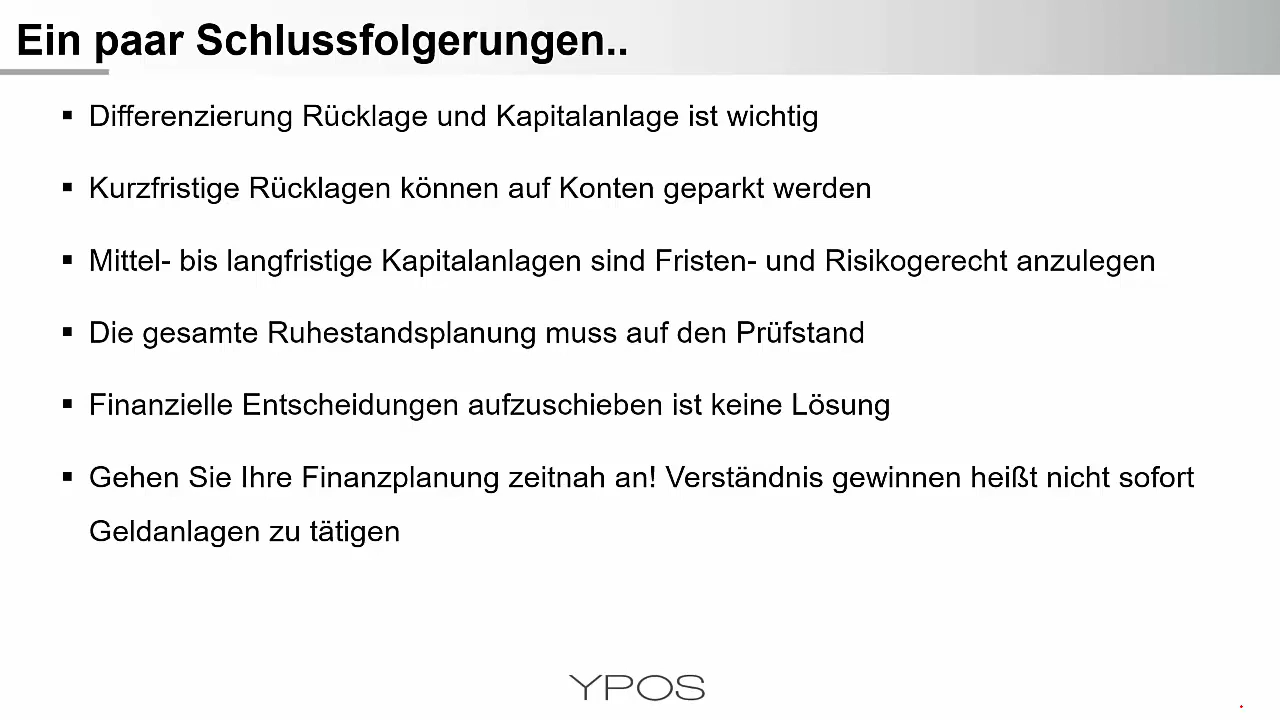 Ein paar Schlussfolgerungen..
▪ Differenzierung Rücklage und Kapitalanlage ist wichtig
▪ Kurzfristige Rücklagen können auf Konten geparkt werden
▪ Mittel- bis langfristige Kapitalanlagen sind Fristen- und Risikogerecht anzulegen
▪ Die gesamte Ruhestandsplanung muss auf den Prüfstand
▪ Finanzielle Entscheidungen aufzuschieben ist keine Lösung
▪ Gehen Sie Ihre Finanzplanung zeitnah an! Verständnis gewinnen heißt nicht sofort
Geldanlagen zu tätigen
YPOS